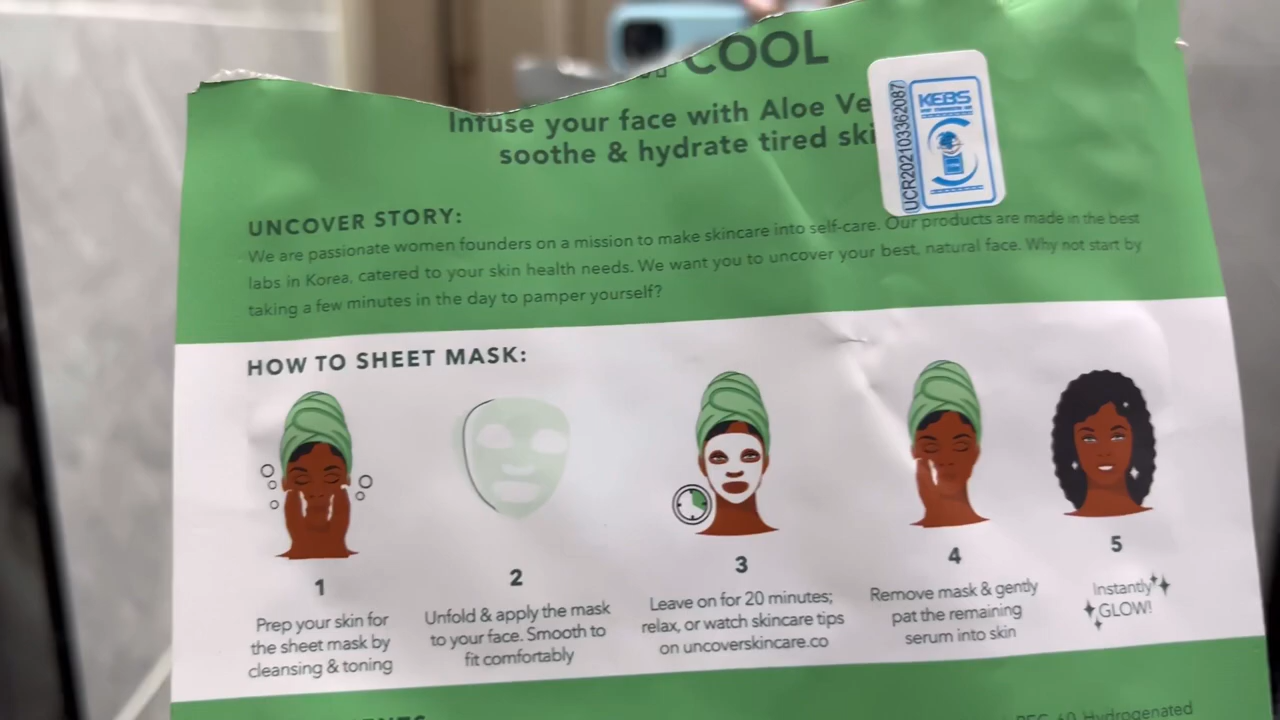 COOL
Infuse your face with Aloe Ve
soothe & hydrate tired ski
KEBS
UCR202103362087
UNCOVER STORY:
We are passionate women founders on a mission to make skincare into self-care. Our products are made in the best
labs in Korea, catered to your skin health needs. We want you to uncover your best, natural face. Why not start by
taking a few minutes in the day to pamper yourself?
HOW TO SHEET MASK:
1
Prep your skin for
the sheet mask by
cleansing & toning
2
Unfold & apply the mask
to your face. Smooth to
fit comfortably
3
Leave on for 20 minutes;
relax, or watch skincare tips
on uncoverskincare.co
4
Remove mask & gently
pat the remaining
serum into skin
5
Instantly
GLOW!
PEG-60 Hydrogenated